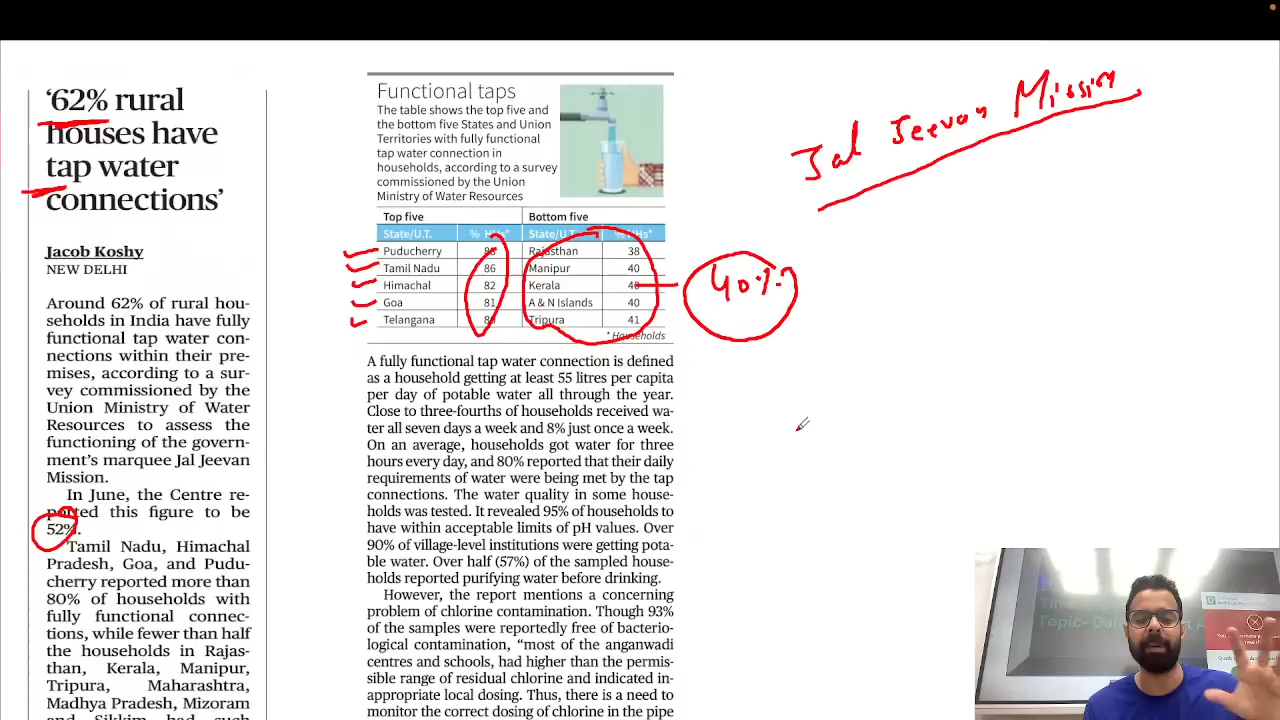 ‘62% rural
houses have
tap water
connections’
Jacob Koshy
NEW DELHI
Around 62% of rural hou-
seholds in India have fully
functional tap water con-
nections within their pre-
mises, according to a sur-
vey commissioned by the
Union Ministry of Water
Resources to assess the
functioning of the govern-
ment’s marquee Jal Jeevan
Mission.
In June, the Centre re-
ported this figure to be
52%.
Tamil Nadu, Himachal
Pradesh, Goa, and Pudu-
cherry reported more than
80% of households with
fully functional connec-
tions, while fewer than half
the households in Rajas-
than, Kerala, Manipur,
Tripura, Maharashtra,
Madhya Pradesh, Mizoram
and Sikkim had such
Functional taps
The table shows the top five and
the bottom five States and Union
Territories with fully functional
tap water connection in
households, according to a survey
commissioned by the Union
Ministry of Water Resources
Top five Bottom five
State/U.T. % HHs* State/U.T. % HHs*
Puducherry Rajasthan 38
Tamil Nadu 86 Manipur 40
Himachal 82 Kerala 40
Goa 81 A & N Islands 40
Telangana Tripura 41
* Households
A fully functional tap water connection is defined
as a household getting at least 55 litres per capita
per day of potable water all through the year.
Close to three-fourths of households received wa-
ter all seven days a week and 8% just once a week.
On an average, households got water for three
hours every day, and 80% reported that their daily
requirements of water were being met by the tap
connections. The water quality in some house-
holds was tested. It revealed 95% of households to
have within acceptable limits of pH values. Over
90% of village-level institutions were getting pota-
ble water. Over half (57%) of the sampled house-
holds reported purifying water before drinking.
However, the report mentions a concerning
problem of chlorine contamination. Though 93%
of the samples were reportedly free of bacterio-
logical contamination, “most of the anganwadi
centres and schools, had higher than the permis-
sible range of residual chlorine and indicated in-
appropriate local dosing. Thus, there is a need to
monitor the correct dosing of chlorine in the pipe
Jal Jeevan Mission
40%